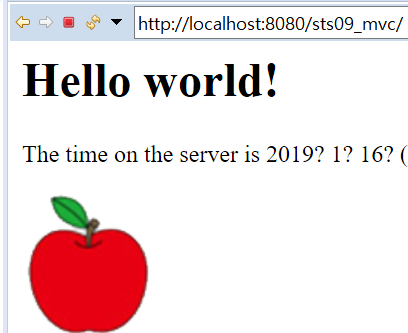 http://localhost:8080/sts09_mvc/
Hello world!
The time on the server is 2019? 1? 16? (